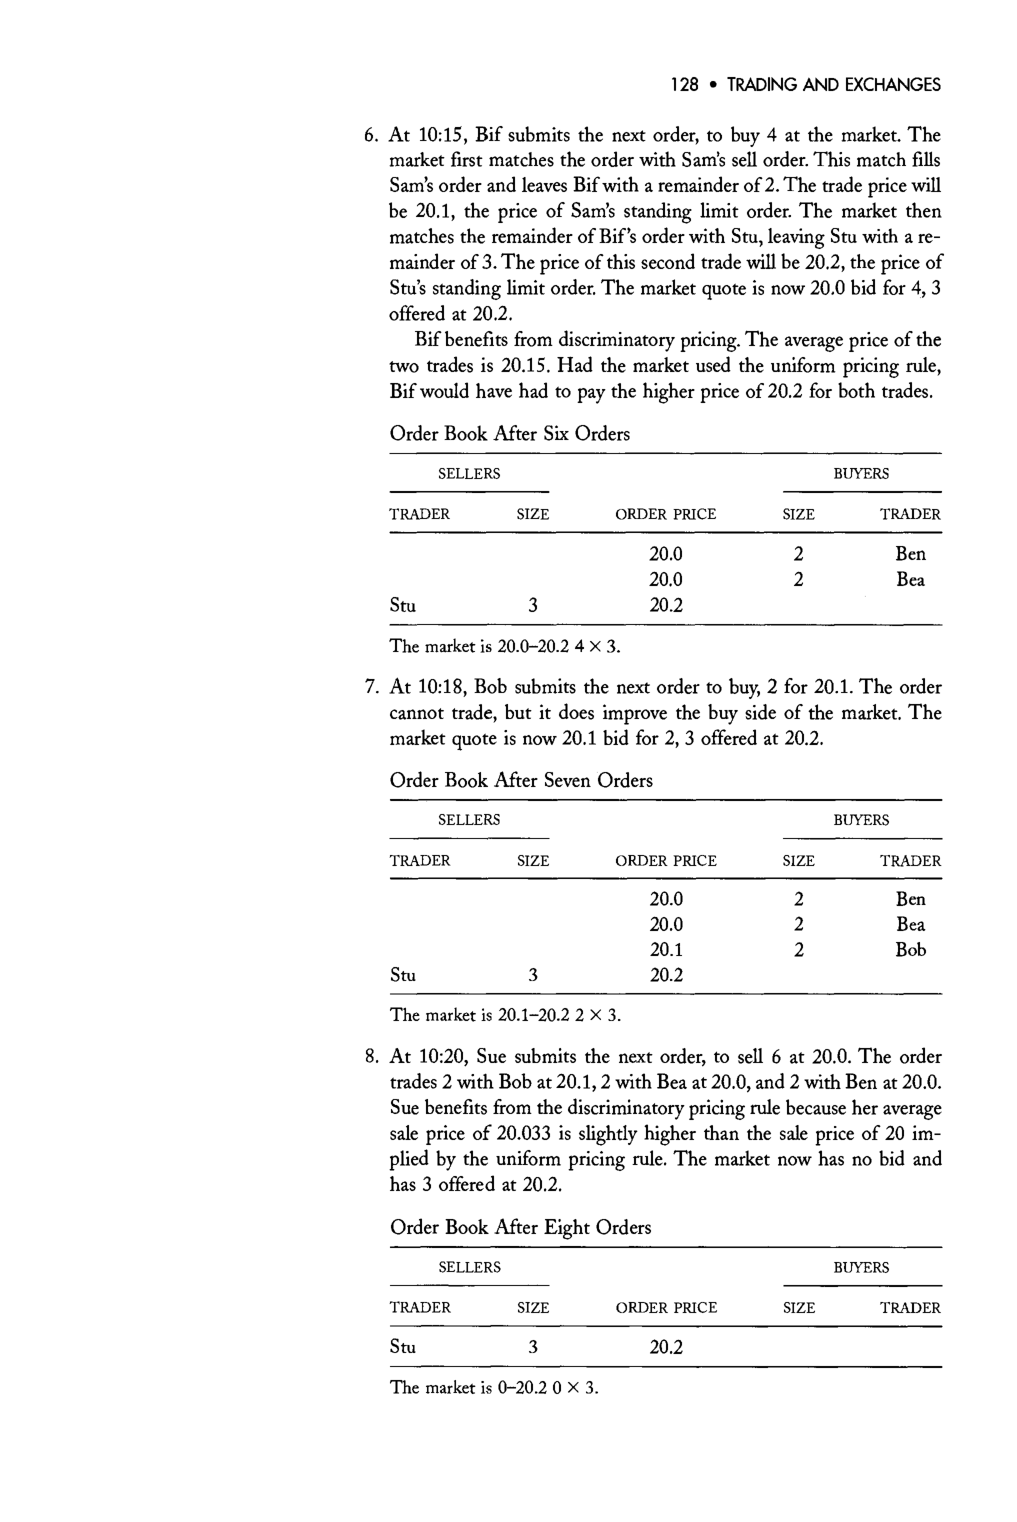 128 • TRADING AND EXCHANGES
6. At 10:15, Bif submits the next order, to buy 4 at the market. The
market first matches the order with Sam's sell order. This match fills
Sam's order and leaves Bif with a remainder of 2. The trade price will
be 20.1, the price of Sam's standing limit order. The market then
matches the remainder of Bif's order with Stu, leaving Stu with a re-
mainder of 3. The price of this second trade will be 20.2, the price of
Stu's standing limit order. The market quote is now 20.0 bid for 4, 3
offered at 20.2.
Bif benefits from discriminatory pricing. The average price of the
two trades is 20.15. Had the market used the uniform pricing rule,
Bif would have had to pay the higher price of 20.2 for both trades.
Order Book After Six Orders
SELLERS BUYERS
TRADER SIZE ORDER PRICE SIZE TRADER
20.0 2 Ben
20.0 2 Bea
Stu 3 20.2
The market is 20.0–20.2 4 × 3.
7. At 10:18, Bob submits the next order to buy, 2 for 20.1. The order
cannot trade, but it does improve the buy side of the market. The
market quote is now 20.1 bid for 2, 3 offered at 20.2.
Order Book After Seven Orders
SELLERS BUYERS
TRADER SIZE ORDER PRICE SIZE TRADER
20.0 2 Ben
20.0 2 Bea
20.1 2 Bob
Stu 3 20.2
The market is 20.1–20.2 2 × 3.
8. At 10:20, Sue submits the next order, to sell 6 at 20.0. The order
trades 2 with Bob at 20.1, 2 with Bea at 20.0, and 2 with Ben at 20.0.
Sue benefits from the discriminatory pricing rule because her average
sale price of 20.033 is slightly higher than the sale price of 20 im-
plied by the uniform pricing rule. The market now has no bid and
has 3 offered at 20.2.
Order Book After Eight Orders
SELLERS BUYERS
TRADER SIZE ORDER PRICE SIZE TRADER
Stu 3 20.2
The market is 0–20.2 0 × 3.